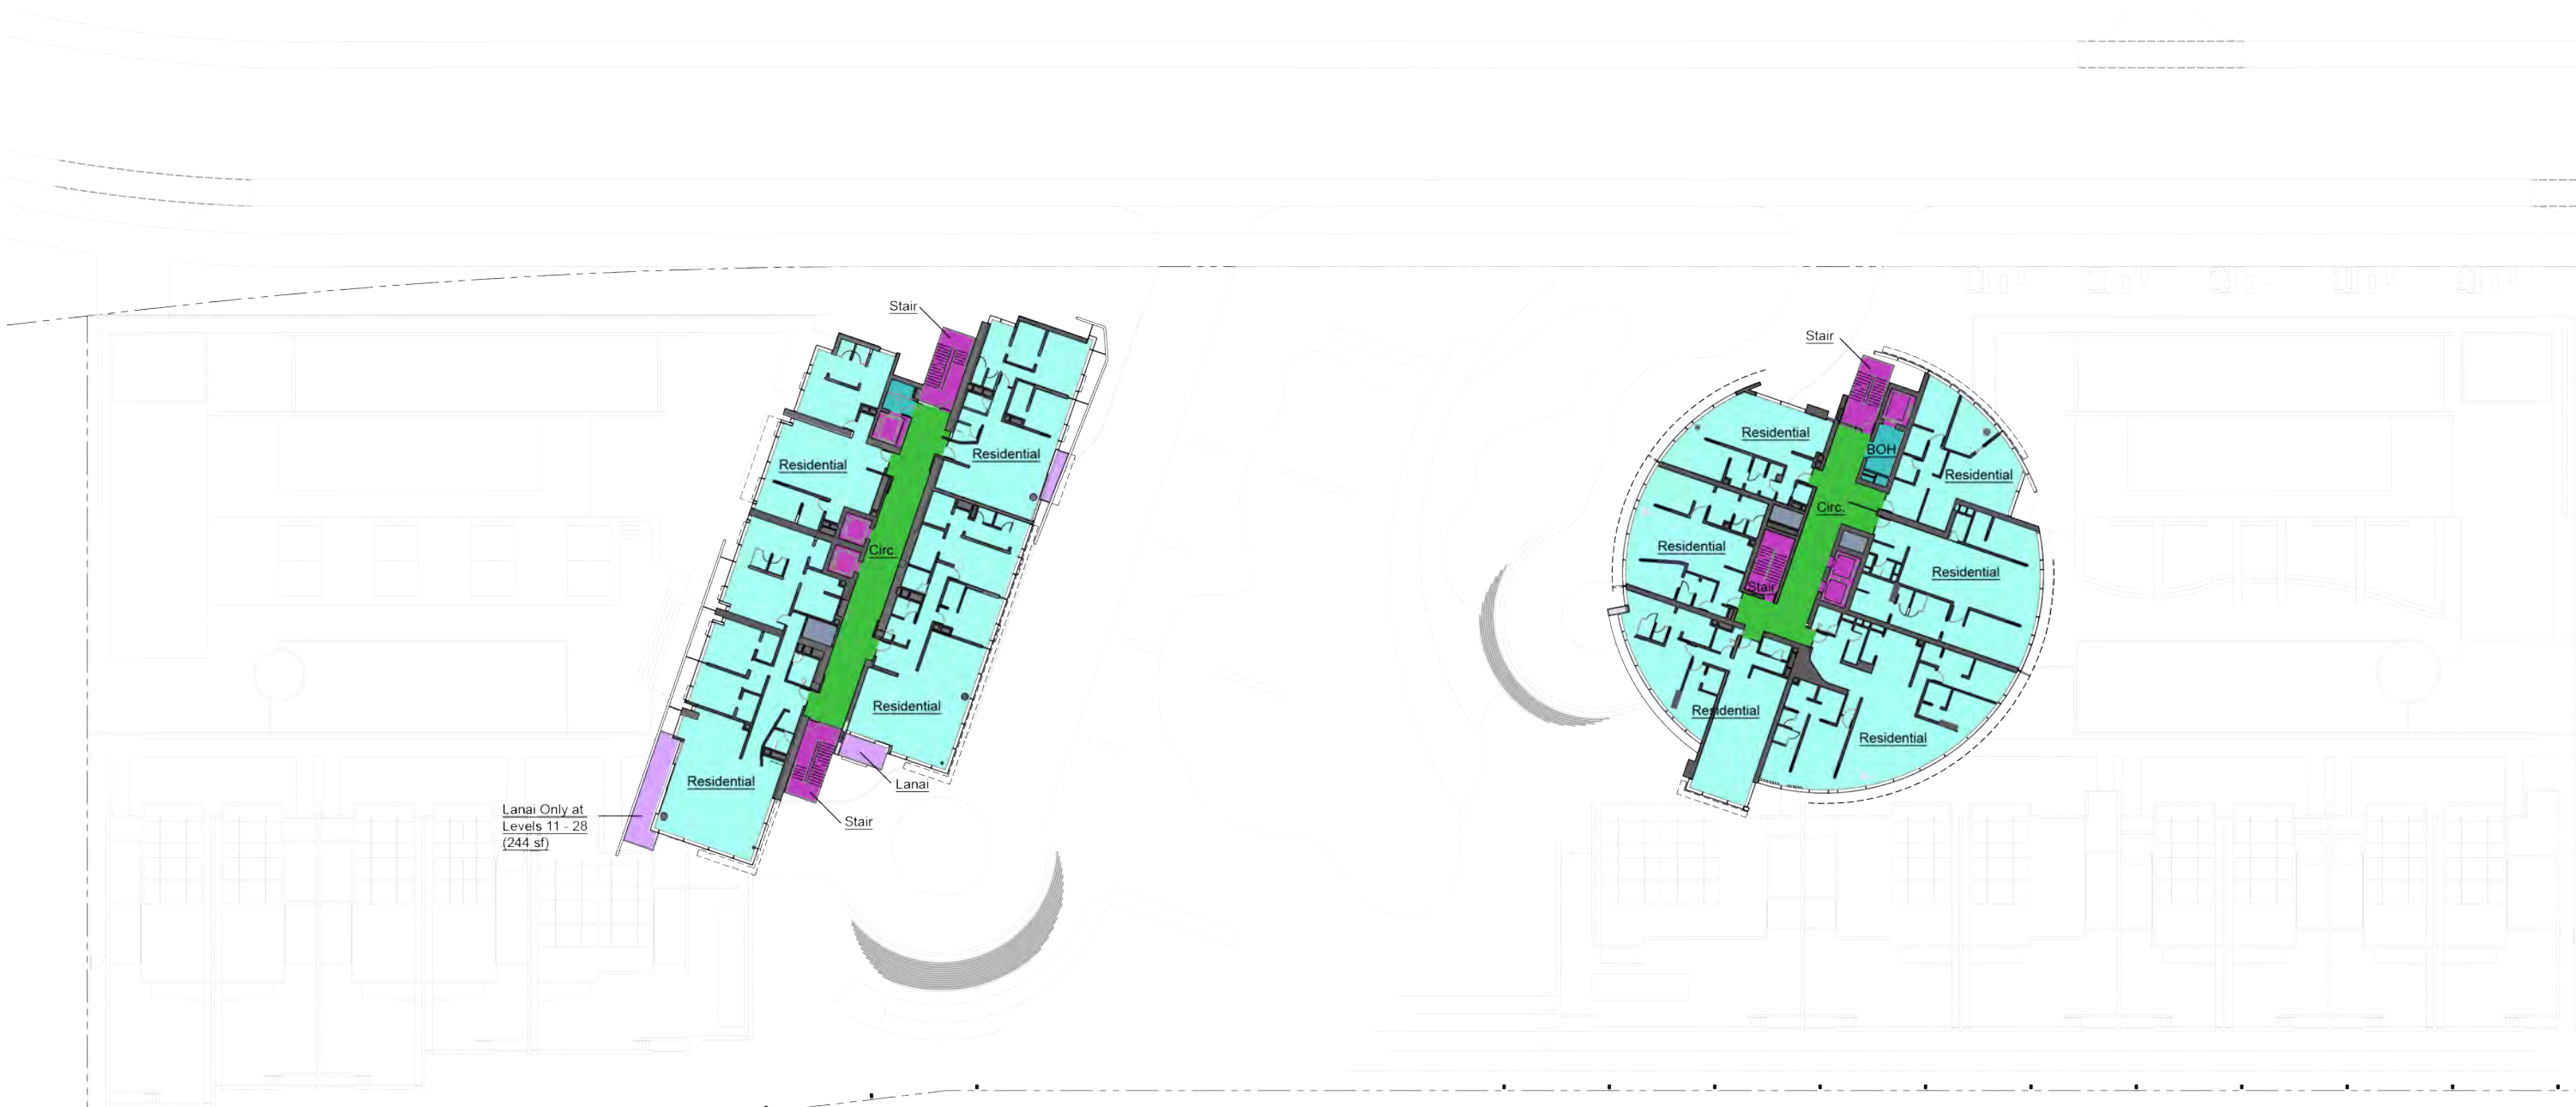 Stair
Residential
Residential
Circ.
Residential
Residential
Lanai
Lanai Only at
Levels 11 - 28
(244 sf)
Stair
Stair
Residential
BOH
Residential
Circ.
Residential
Residential
Stair
Residential
Residential